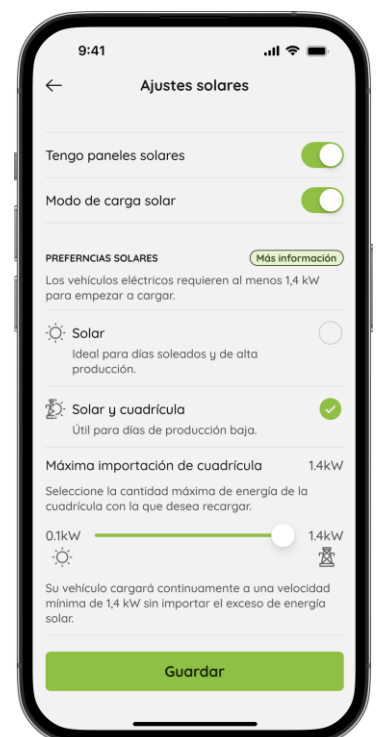 9:41
Ajustes solares
Tengo paneles solares
Modo de carga solar
PREFERNCIAS SOLARES
Más información
Los vehículos eléctricos requieren al menos 1,4 kW
para empezar a cargar.
Solar
Ideal para días soleados y de alta
producción.
Solar y cuadrícula
Útil para días de producción baja.
Máxima importación de cuadrícula 1.4kW
Seleccione la cantidad máxima de energía de la
cuadrícula con la que desea recargar.
0.1kW 1.4kW
Su vehículo cargará continuamente a una velocidad
mínima de 1,4 kW sin importar el exceso de energía
solar.
Guardar